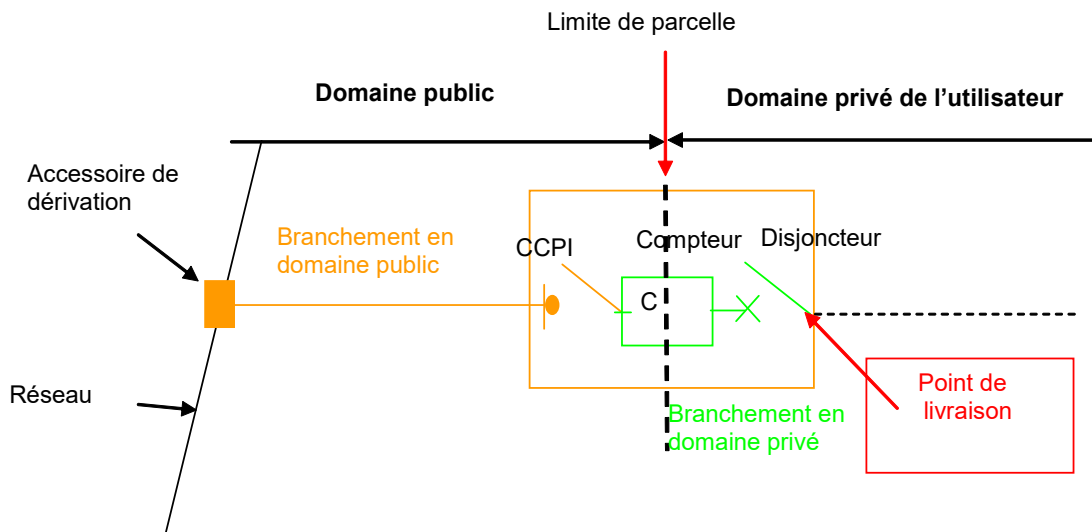 Limite de parcelle
Domaine public
Domaine privé de l’utilisateur
Accessoire de
dérivation
Branchement en
domaine public
CCPI
Compteur
Disjoncteur
C
Réseau
Point de
livraison
Branchement en
domaine privé